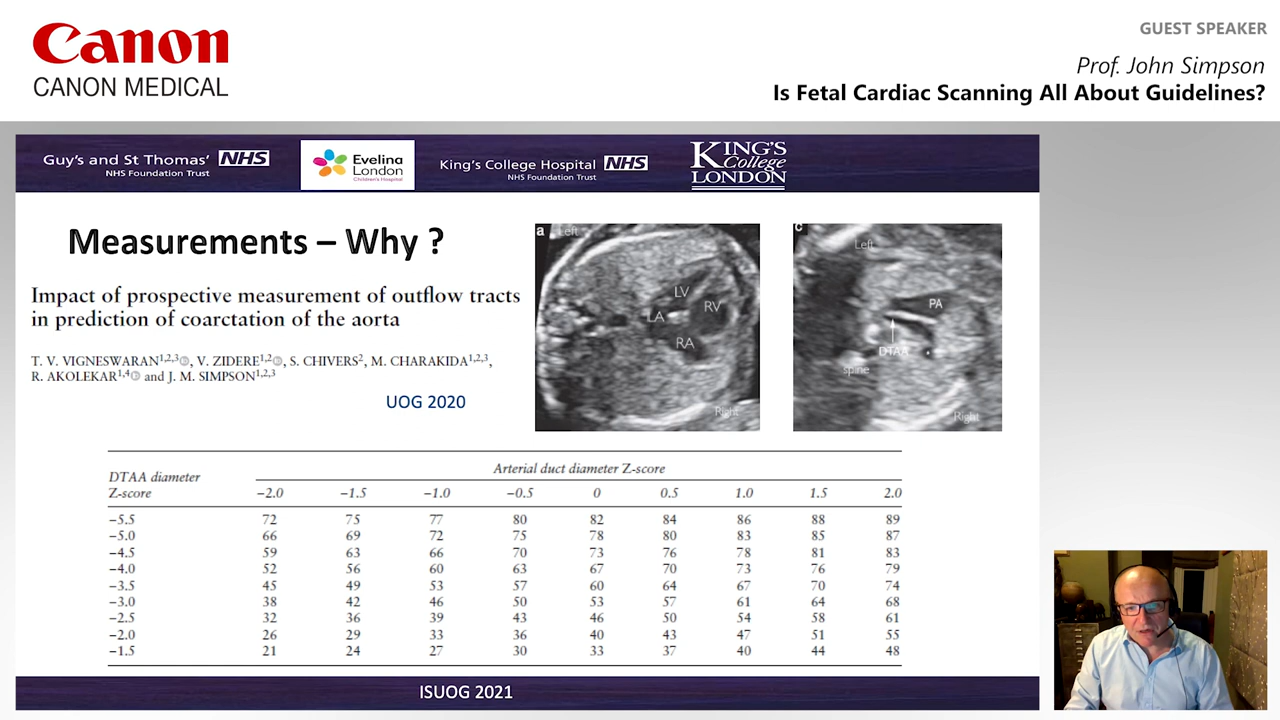 Canon
CANON MEDICAL
GUEST SPEAKER
Prof. John Simpson
Is Fetal Cardiac Scanning All About Guidelines?
Guy's and St Thomas' NHS
NHS Foundation Trust
Evelina
London
Children's Hospital
King's College Hospital NHS
NHS Foundation Trust
KING'S
College
LONDON
Measurements – Why ?
Impact of prospective measurement of outflow tracts
in prediction of coarctation of the aorta
T. V. VIGNESWARAN1,2,3, V. ZIDERE1,2, S. CHIVERS2, M. CHARAKIDA1,2,3,
R. AKOLEKAR1,4 and J. M. SIMPSON1,2,3
UOG 2020
a Left
LV
RV
LA
RA
Right
c
Left
PA
DTAA
spine
Right
DTAA diameter
Z-score
Arterial duct diameter Z-score
−2.0 −1.5 −1.0 −0.5 0 0.5 1.0 1.5 2.0
−5.5 72 75 77 80 82 84 86 88 89
−5.0 66 69 72 75 78 80 83 85 87
−4.5 59 63 66 70 73 76 78 81 83
−4.0 52 56 60 63 67 70 73 76 79
−3.5 45 49 53 57 60 64 67 70 74
−3.0 38 42 46 50 53 57 61 64 68
−2.5 32 36 39 43 46 50 54 58 61
−2.0 26 29 33 36 40 43 47 51 55
−1.5 21 24 27 30 33 37 40 44 48
ISUOG 2021